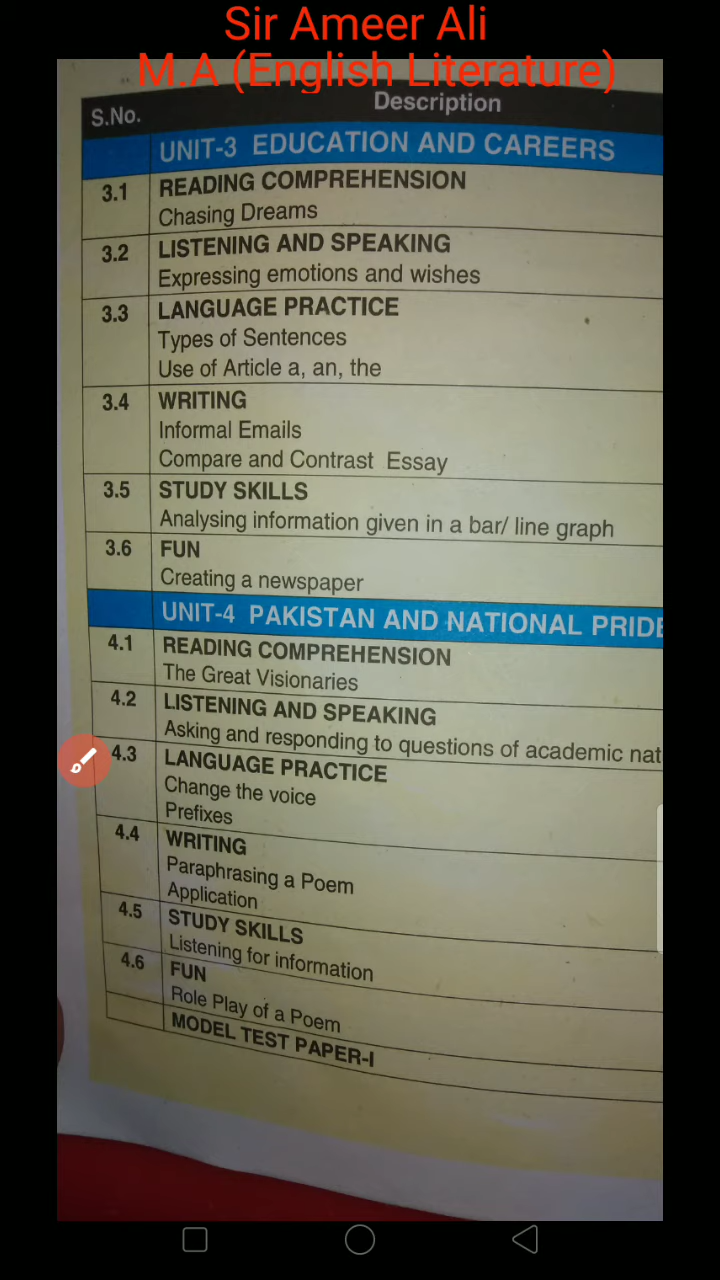 Sir Ameer Ali
M.A (English Literature)
S.No. Description
UNIT-3 EDUCATION AND CAREERS
3.1 READING COMPREHENSION
Chasing Dreams
3.2 LISTENING AND SPEAKING
Expressing emotions and wishes
3.3 LANGUAGE PRACTICE
Types of Sentences
Use of Article a, an, the
3.4 WRITING
Informal Emails
Compare and Contrast Essay
3.5 STUDY SKILLS
Analysing information given in a bar/ line graph
3.6 FUN
Creating a newspaper
UNIT-4 PAKISTAN AND NATIONAL PRIDE
4.1 READING COMPREHENSION
The Great Visionaries
4.2 LISTENING AND SPEAKING
Asking and responding to questions of academic nat
4.3 LANGUAGE PRACTICE
Change the voice
Prefixes
4.4 WRITING
Paraphrasing a Poem
Application
4.5 STUDY SKILLS
Listening for information
4.6 FUN
Role Play of a Poem
MODEL TEST PAPER-I